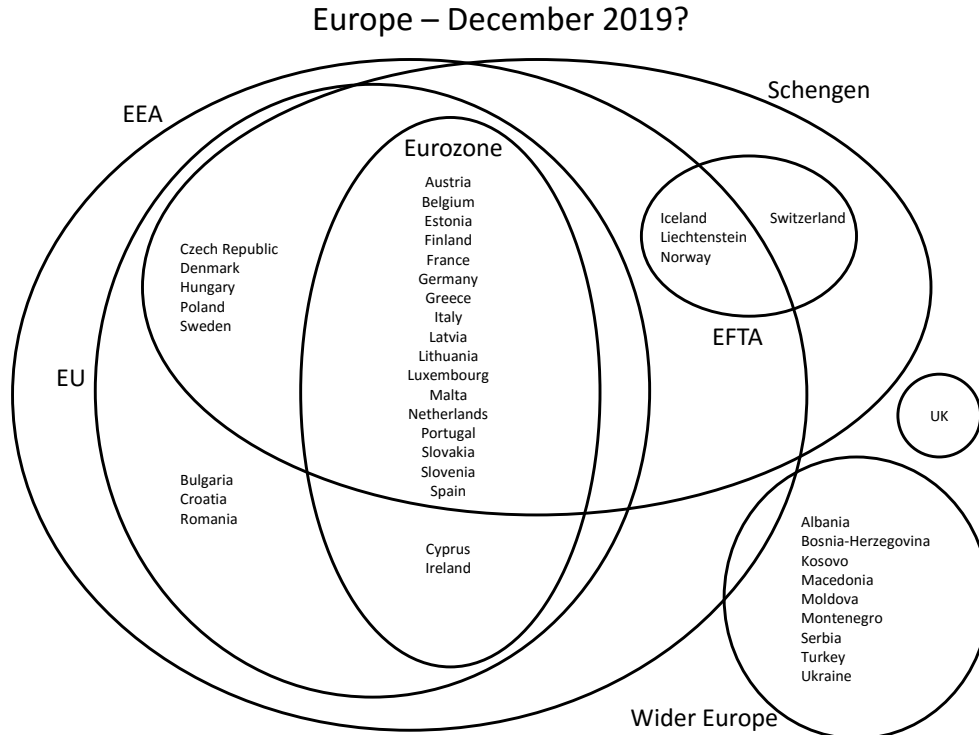 Europe – December 2019?
Schengen
EEA
Eurozone
Austria
Belgium
Estonia
Finland
France
Germany
Greece
Italy
Latvia
Lithuania
Luxembourg
Malta
Netherlands
Portugal
Slovakia
Slovenia
Spain
Iceland
Liechtenstein
Norway
Switzerland
Czech Republic
Denmark
Hungary
Poland
Sweden
EFTA
EU
UK
Bulgaria
Croatia
Romania
Cyprus
Ireland
Albania
Bosnia-Herzegovina
Kosovo
Macedonia
Moldova
Montenegro
Serbia
Turkey
Ukraine
Wider Europe